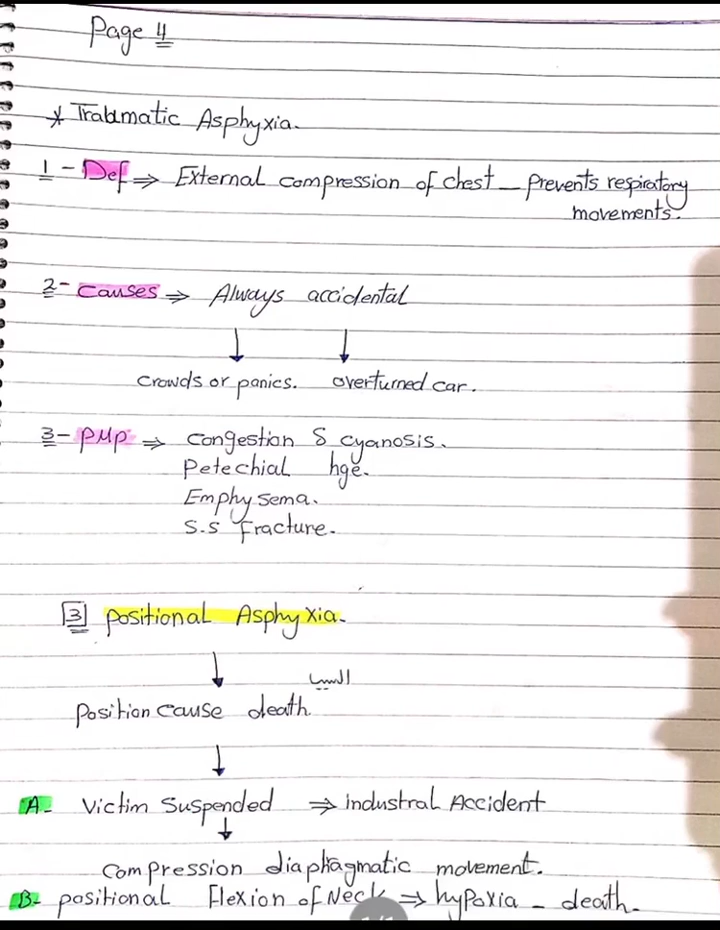 Page 4
* Traumatic Asphyxia.
1 - Def ⇒ External compression of chest _ prevents respiratory
movements.
2- causes ⇒ Always accidental
↓ ↓
crowds or panics. overturned car.
3- PMP ⇒ congestion & cyanosis.
Petechial hge.
Emphysema.
S.S Fracture.
3 positional Asphyxia.
↓
السبب
Position cause death
↓
A- Victim Suspended ⇒ industral Accident
↓
compression diaphagmatic movement.
B- positional Flexion of Neck ⇒ hypoxia - death.